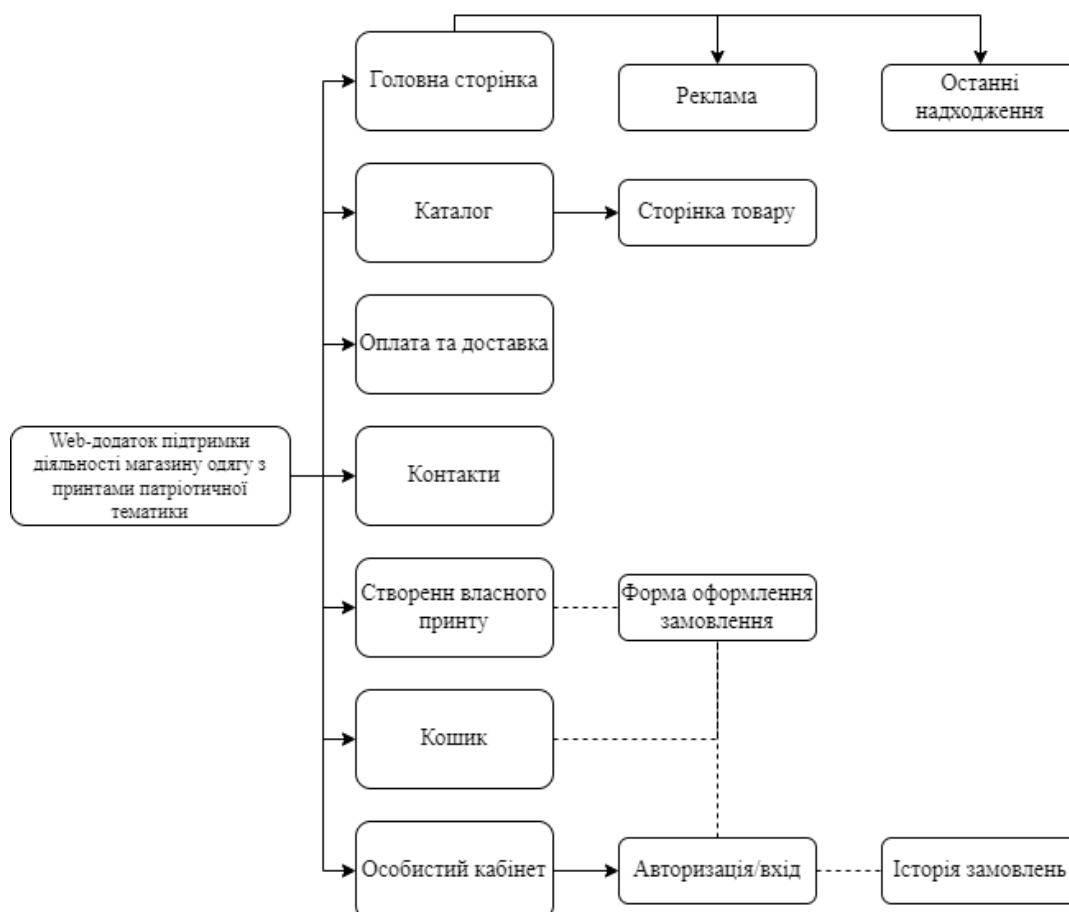 Головна сторінка
Реклама
Останні
надходження
Каталог
Сторінка товару
Оплата та доставка
Web-додаток підтримки
діяльності магазину одягу з
принтами патріотичної
тематики
Контакти
Створенн власного
принту
Форма оформлення
замовлення
Кошик
Особистий кабінет
Авторизація/вхід
Історія замовлень